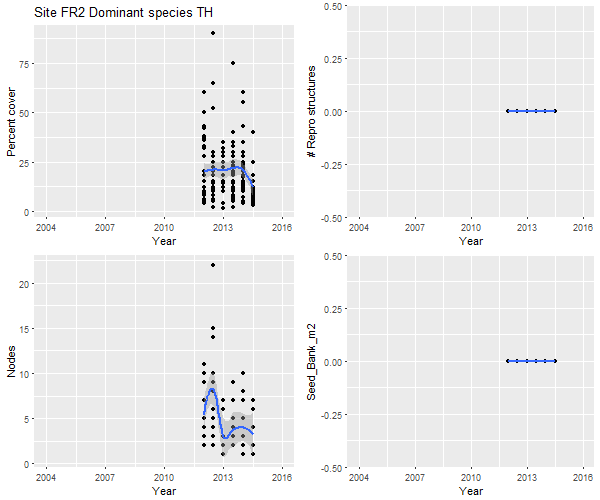 Site FR2 Dominant species TH
Percent cover
75
50
25
0
2004 2007 2010 2013 2016
Year
# Repro structures
0.50
0.25
0.00
-0.25
-0.50
2004 2007 2010 2013 2016
Year
Nodes
20
15
10
5
0
2004 2007 2010 2013 2016
Year
Seed_Bank_m2
0.50
0.25
0.00
-0.25
-0.50
2004 2007 2010 2013 2016
Year